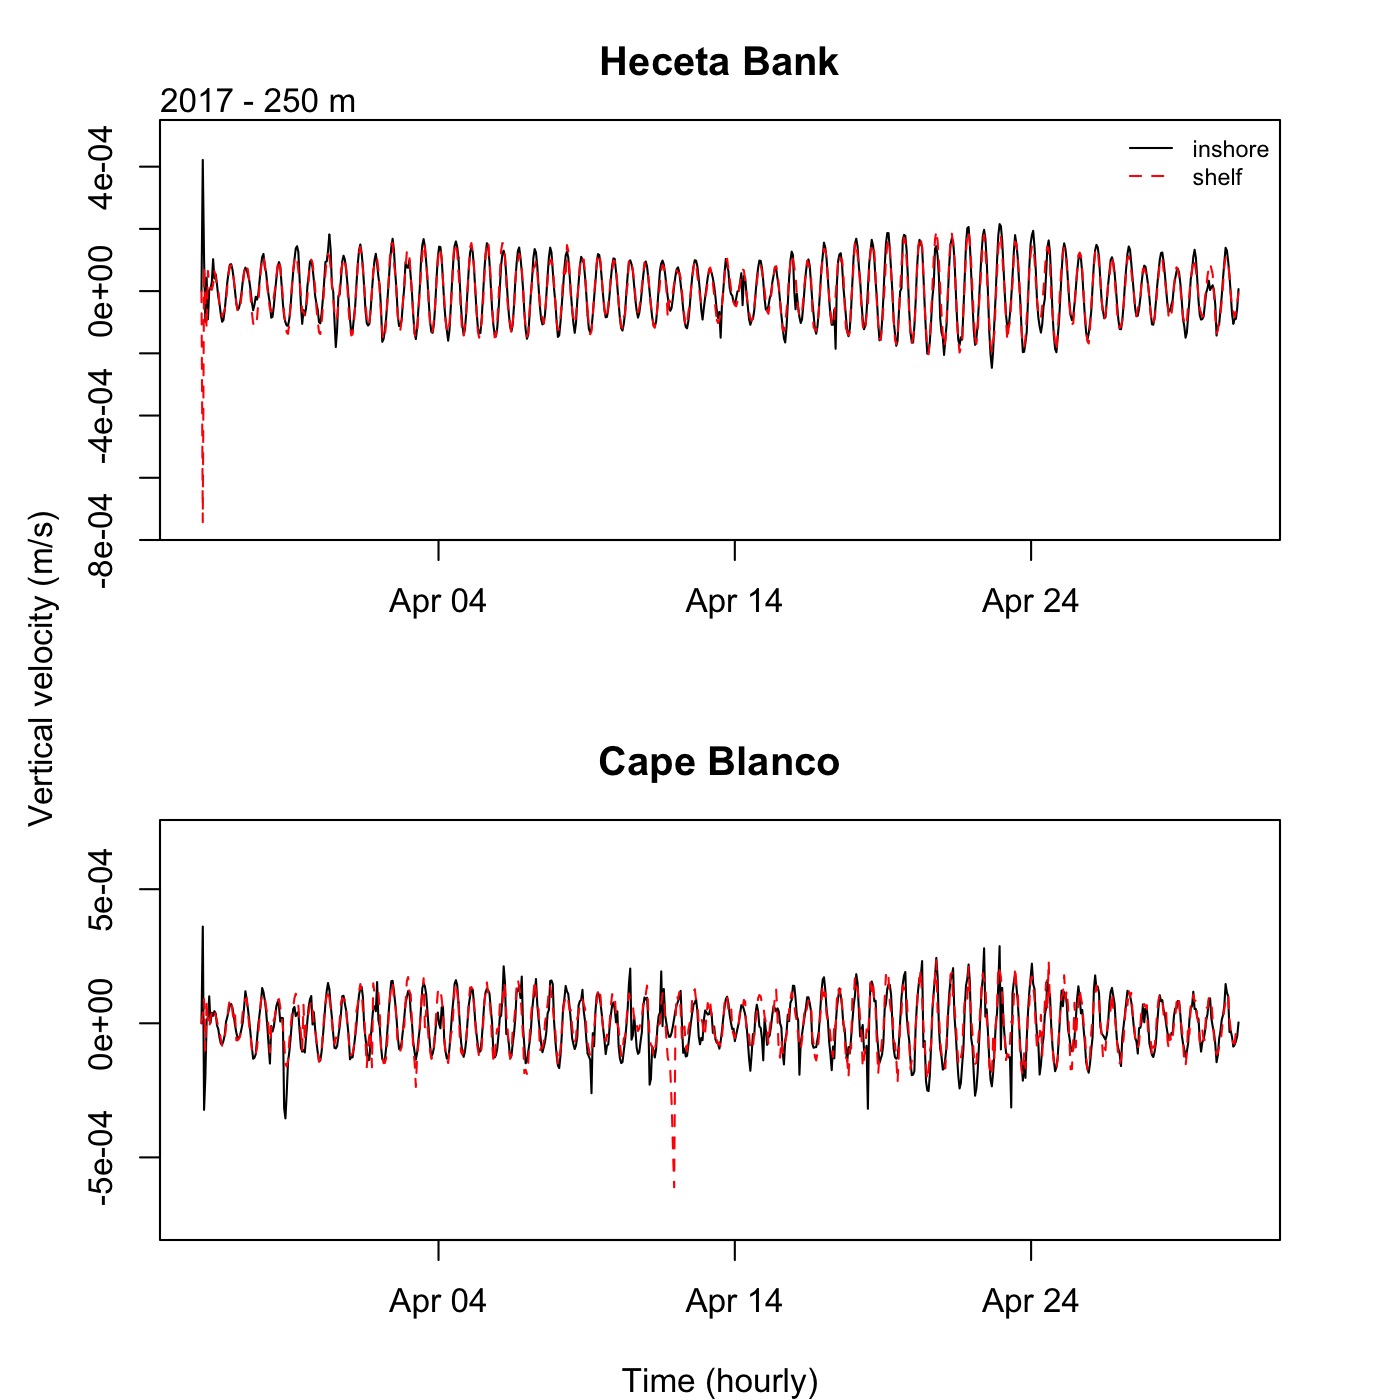 Heceta Bank
2017 - 250 m
inshore
shelf
4e-04
0e+00
-4e-04
-8e-04
Apr 04
Apr 14
Apr 24
Vertical velocity (m/s)
Cape Blanco
5e-04
0e+00
-5e-04
Apr 04
Apr 14
Apr 24
Time (hourly)